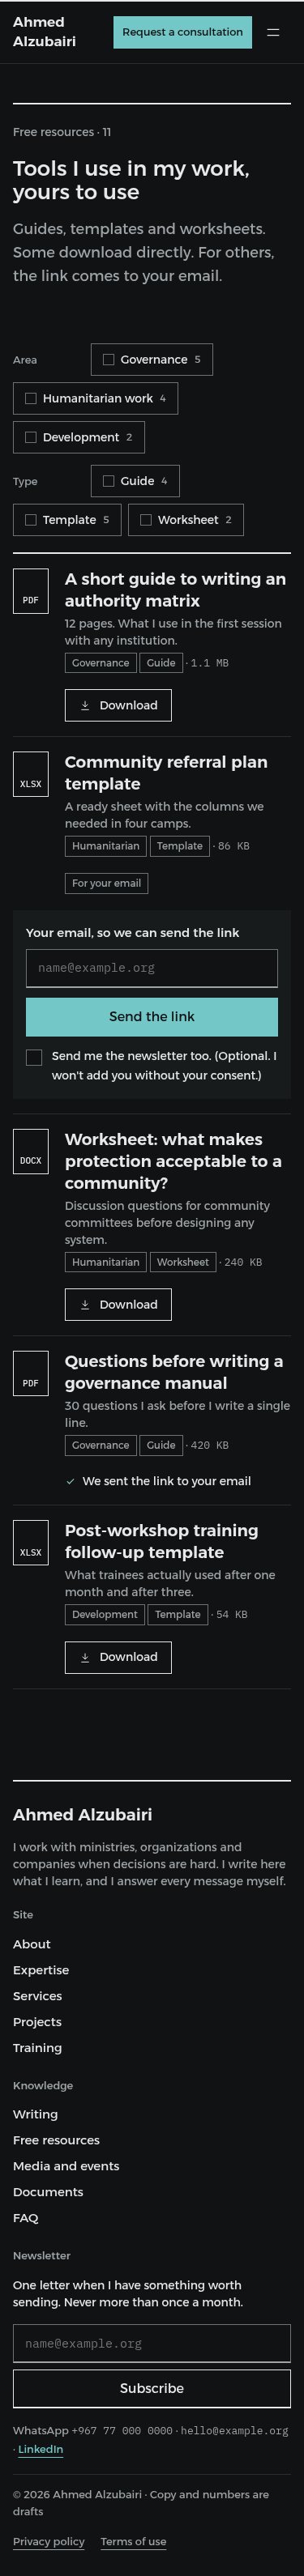 Ahmed
Alzubairi
Request a consultation
Free resources · 11
Tools I use in my work,
yours to use
Guides, templates and worksheets.
Some download directly. For others,
the link comes to your email.
Area
Governance 5
Humanitarian work 4
Development 2
Type
Guide 4
Template 5
Worksheet 2
PDF
A short guide to writing an
authority matrix
12 pages. What I use in the first session
with any institution.
Governance Guide · 1.1 MB
Download
XLSX
Community referral plan
template
A ready sheet with the columns we
needed in four camps.
Humanitarian Template · 86 KB
For your email
Your email, so we can send the link
name@example.org
Send the link
Send me the newsletter too. (Optional. I
won't add you without your consent.)
DOCX
Worksheet: what makes
protection acceptable to a
community?
Discussion questions for community
committees before designing any
system.
Humanitarian Worksheet · 240 KB
Download
PDF
Questions before writing a
governance manual
30 questions I ask before I write a single
line.
Governance Guide · 420 KB
We sent the link to your email
XLSX
Post-workshop training
follow-up template
What trainees actually used after one
month and after three.
Development Template · 54 KB
Download
Ahmed Alzubairi
I work with ministries, organizations and
companies when decisions are hard. I write here
what I learn, and I answer every message myself.
Site
About
Expertise
Services
Projects
Training
Knowledge
Writing
Free resources
Media and events
Documents
FAQ
Newsletter
One letter when I have something worth
sending. Never more than once a month.
name@example.org
Subscribe
WhatsApp +967 77 000 0000 · hello@example.org
· LinkedIn
© 2026 Ahmed Alzubairi · Copy and numbers are
drafts
Privacy policy Terms of use